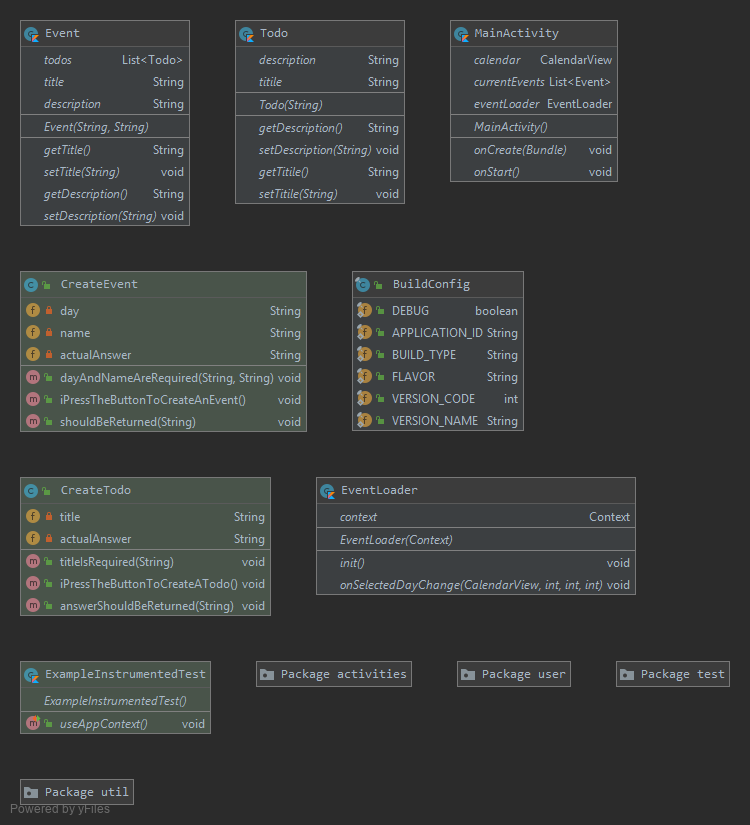 Event
todos List<Todo>
title String
description String
Event(String, String)
getTitle() String
setTitle(String) void
getDescription() String
setDescription(String) void
Todo
description String
titile String
Todo(String)
getDescription() String
setDescription(String) void
getTitile() String
setTitile(String) void
MainActivity
calendar CalendarView
currentEvents List<Event>
eventLoader EventLoader
MainActivity()
onCreate(Bundle) void
onStart() void
CreateEvent
day String
name String
actualAnswer String
dayAndNameAreRequired(String, String) void
iPressTheButtonToCreateAnEvent() void
shouldBeReturned(String) void
BuildConfig
DEBUG boolean
APPLICATION_ID String
BUILD_TYPE String
FLAVOR String
VERSION_CODE int
VERSION_NAME String
CreateTodo
title String
actualAnswer String
titleIsRequired(String) void
iPressTheButtonToCreateATodo() void
answerShouldBeReturned(String) void
EventLoader
context Context
EventLoader(Context)
init() void
onSelectedDayChange(CalendarView, int, int, int) void
ExampleInstrumentedTest
ExampleInstrumentedTest()
useAppContext() void
Package activities
Package user
Package test
Package util
Powered by yFiles